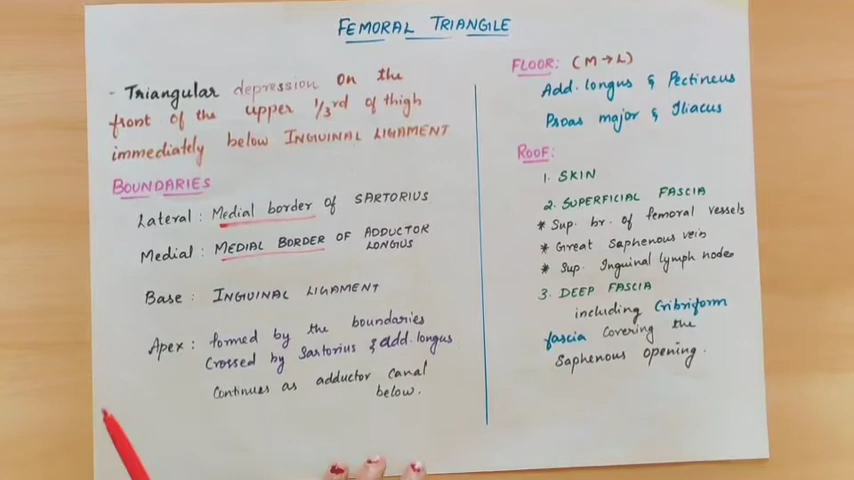 FEMORAL TRIANGLE
- Triangular depression on the
front of the upper 1/3rd of thigh
immediately below INGUINAL LIGAMENT
BOUNDARIES
Lateral : Medial border of SARTORIUS
Medial : MEDIAL BORDER OF ADDUCTOR
LONGUS
Base : INGUINAL LIGAMENT
Apex : formed by the boundaries
Crossed by Sartorius & add. longus
Continues as adductor canal
below.
FLOOR: (M → L)
Add. longus & Pectineus
Psoas major & Iliacus
ROOF:
1. SKIN
2. SUPERFICIAL FASCIA
* Sup. br. of femoral vessels
* Great Saphenous vein
* Sup. Inguinal lymph nodes
3. DEEP FASCIA
including Cribriform
fascia covering the
Saphenous opening.